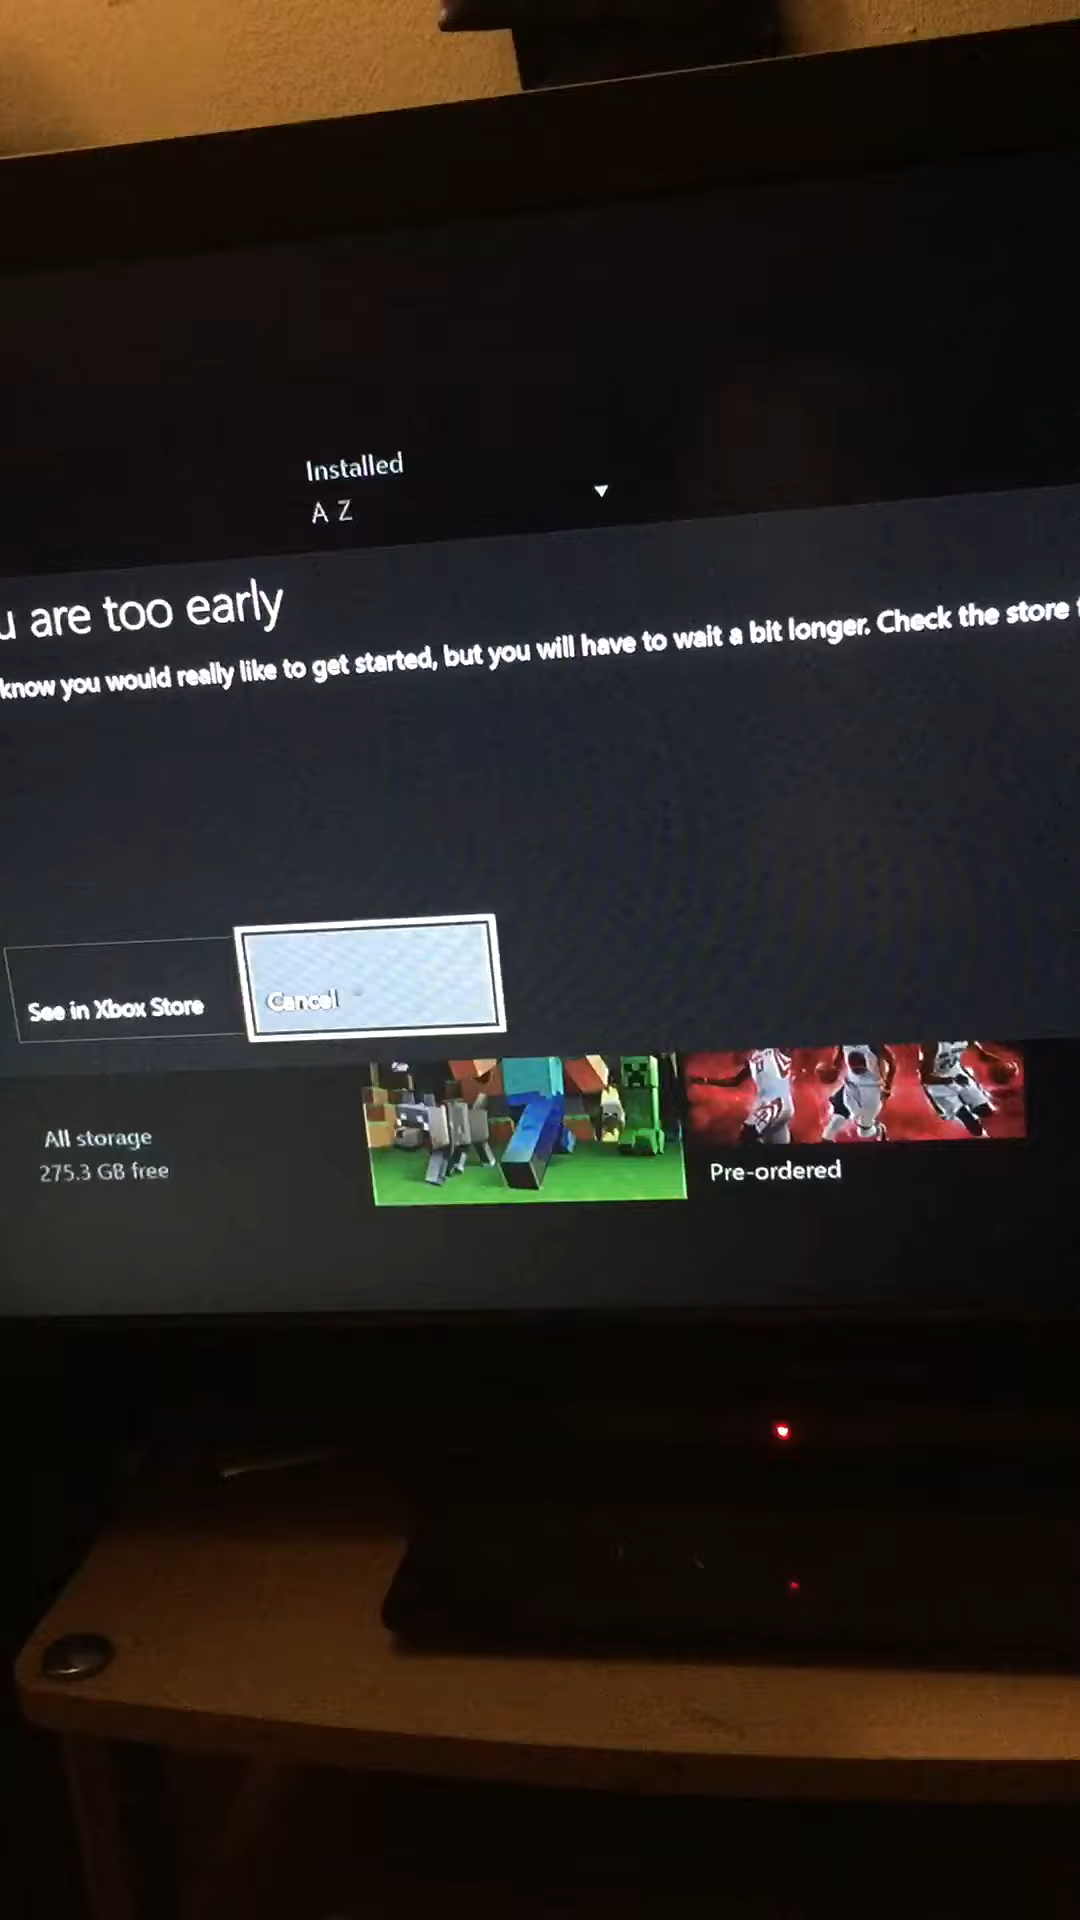 Installed
A Z
u are too early
know you would really like to get started, but you will have to wait a bit longer. Check the store
See in Xbox Store
Cancel
All storage
275.3 GB free
Pre-ordered